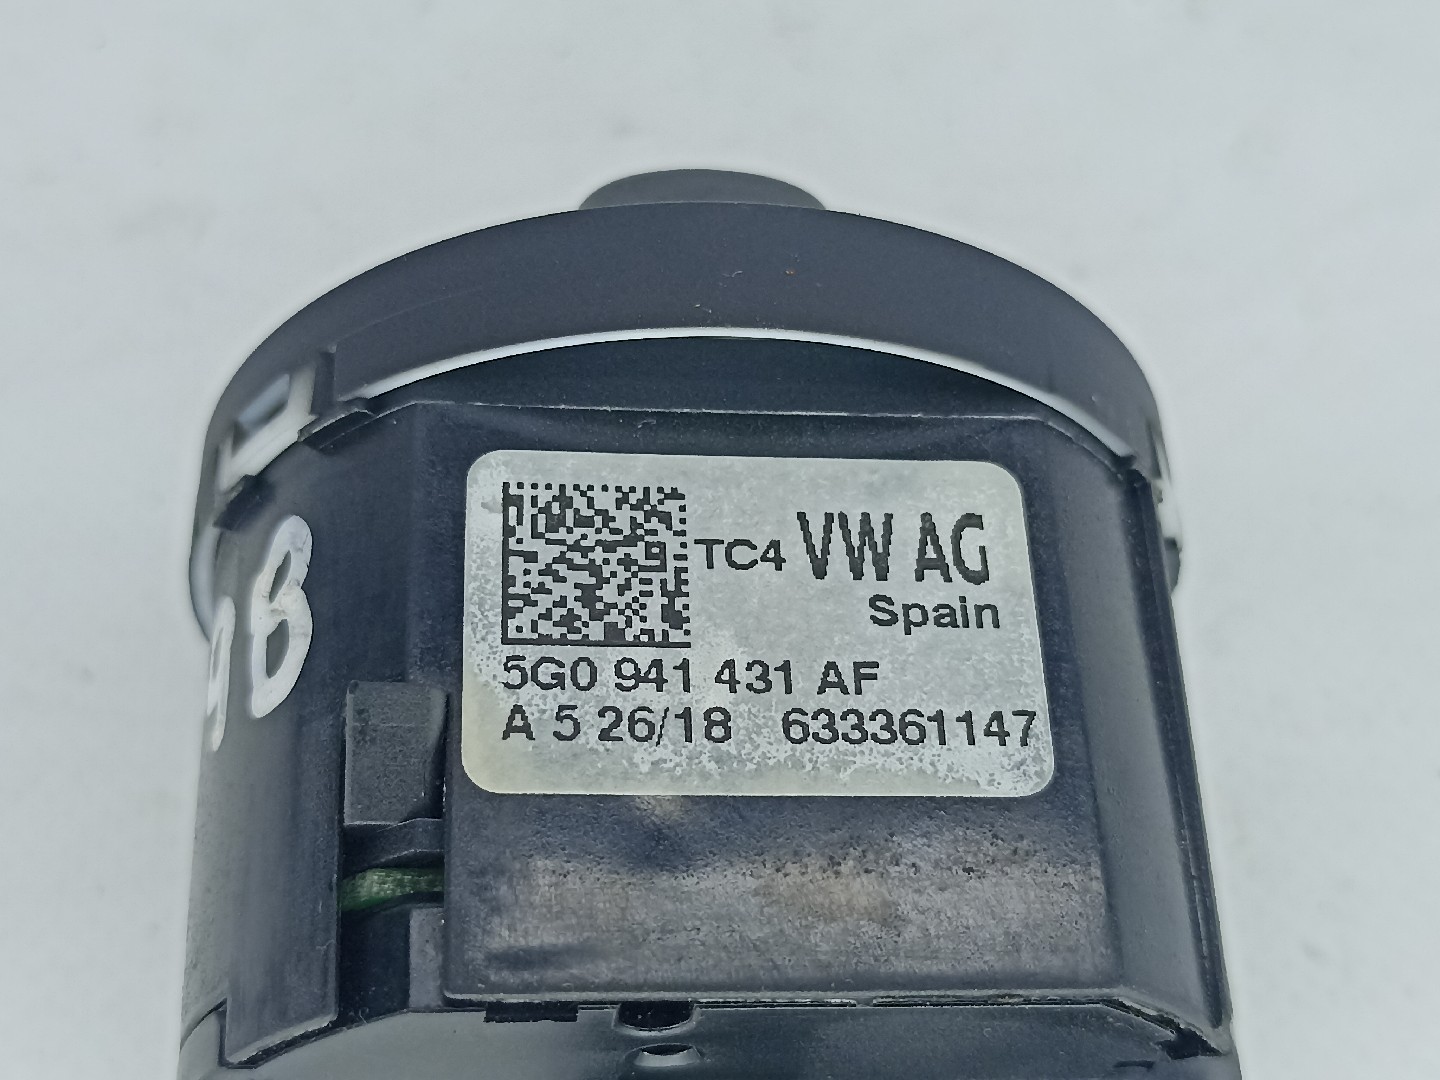 TC4 VW AG
Spain
5G0 941 431 AF
A 5 26/18 633361147